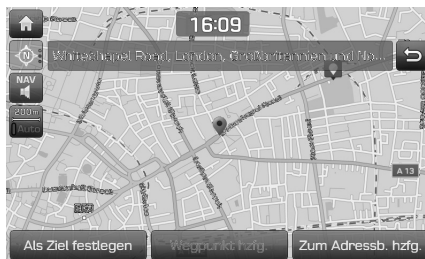 16:09
Whitechapel Road, London, Großbritannien und No...
NAV
200m
Auto
A 13
Als Ziel festlegen
Wegpunkt hzfg.
Zum Adressb. hzfg.